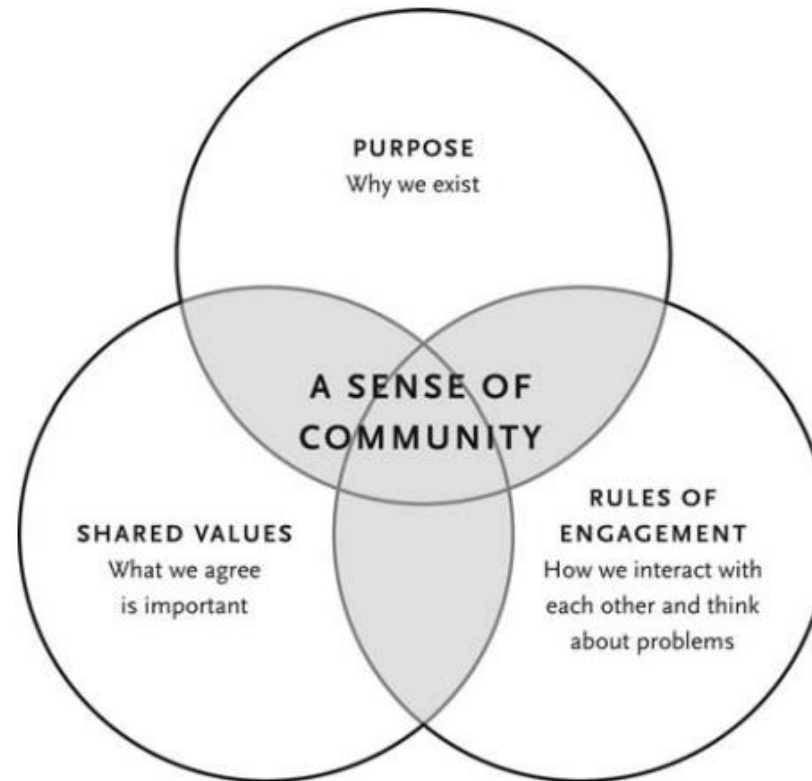 PURPOSE
Why we exist
A SENSE OF
COMMUNITY
SHARED VALUES
What we agree
is important
RULES OF
ENGAGEMENT
How we interact with
each other and think
about problems